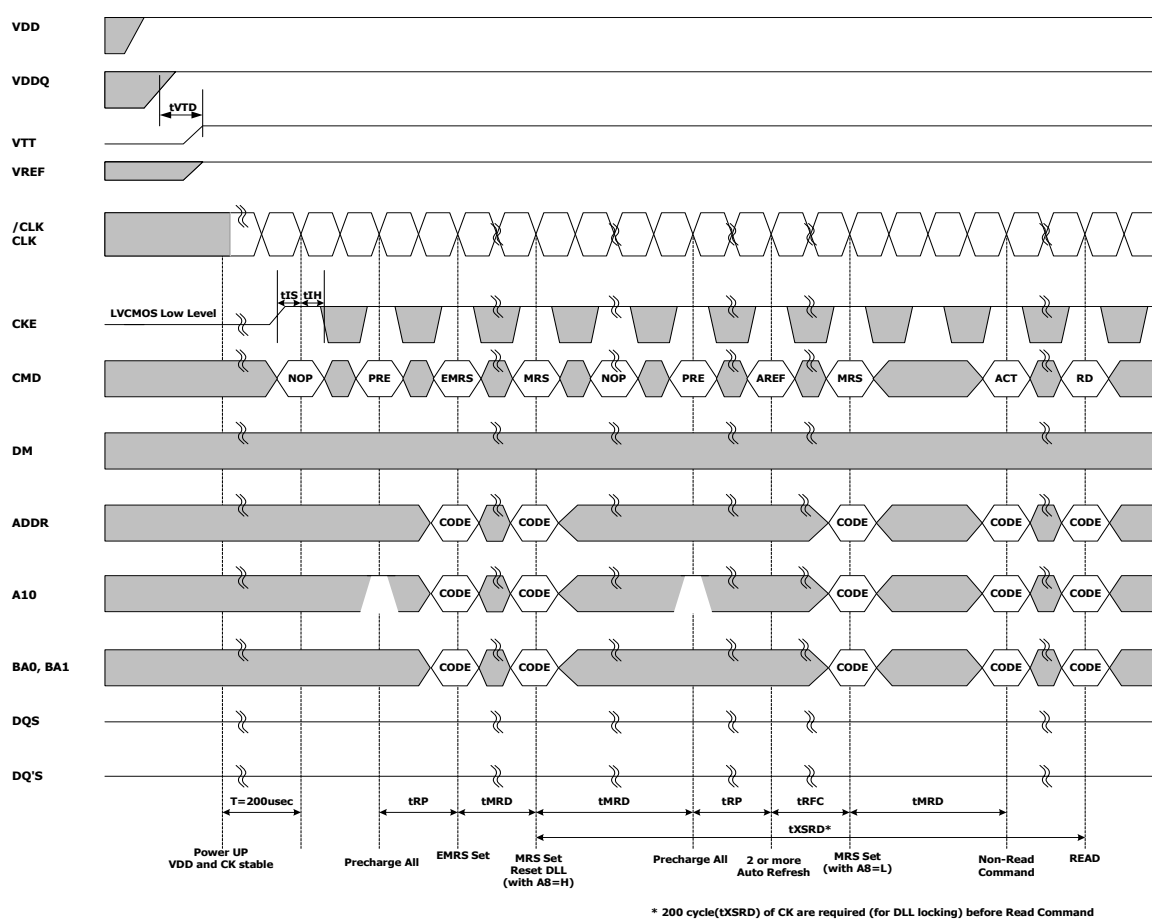 VDD
VDDQ
tVTD
VTT
VREF
/CLK
CLK
tIS tIH
LVCMOS Low Level
CKE
CMD NOP PRE EMRS MRS NOP PRE AREF MRS ACT RD
DM
ADDR CODE CODE CODE CODE CODE
A10 CODE CODE CODE CODE CODE
BA0, BA1 CODE CODE CODE CODE CODE
DQS
DQ'S
T=200usec tRP tMRD tMRD tRP tRFC tMRD
tXSRD*
Power UP
VDD and CK stable
Precharge All
EMRS Set
MRS Set
Reset DLL
(with A8=H)
Precharge All
2 or more
Auto Refresh
MRS Set
(with A8=L)
Non-Read
Command
READ
* 200 cycle(tXSRD) of CK are required (for DLL locking) before Read Command